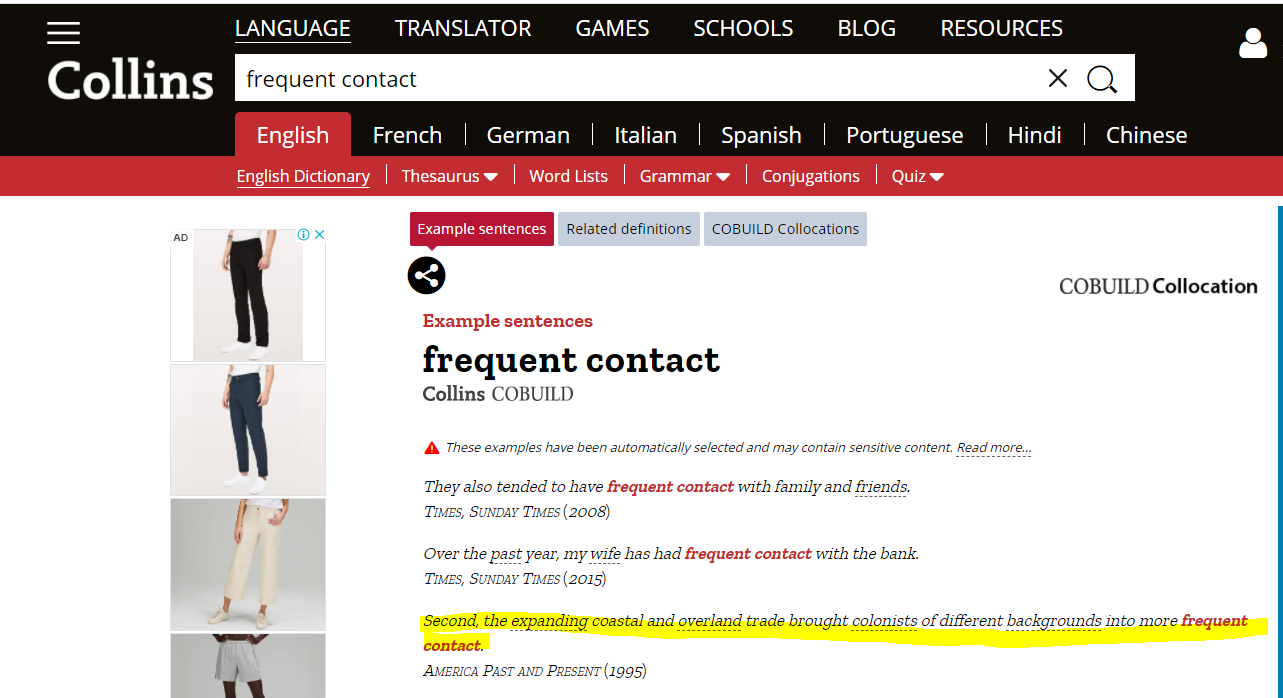 LANGUAGE TRANSLATOR GAMES SCHOOLS BLOG RESOURCES
Collins
frequent contact
English French German Italian Spanish Portuguese Hindi Chinese
English Dictionary Thesaurus Word Lists Grammar Conjugations Quiz
Example sentences Related definitions COBUILD Collocations
AD
COBUILD Collocation
Example sentences
frequent contact
Collins COBUILD
These examples have been automatically selected and may contain sensitive content. Read more...
They also tended to have frequent contact with family and friends.
TIMES, SUNDAY TIMES (2008)
Over the past year, my wife has had frequent contact with the bank.
TIMES, SUNDAY TIMES (2015)
Second, the expanding coastal and overland trade brought colonists of different backgrounds into more frequent
contact.
AMERICA PAST AND PRESENT (1995)